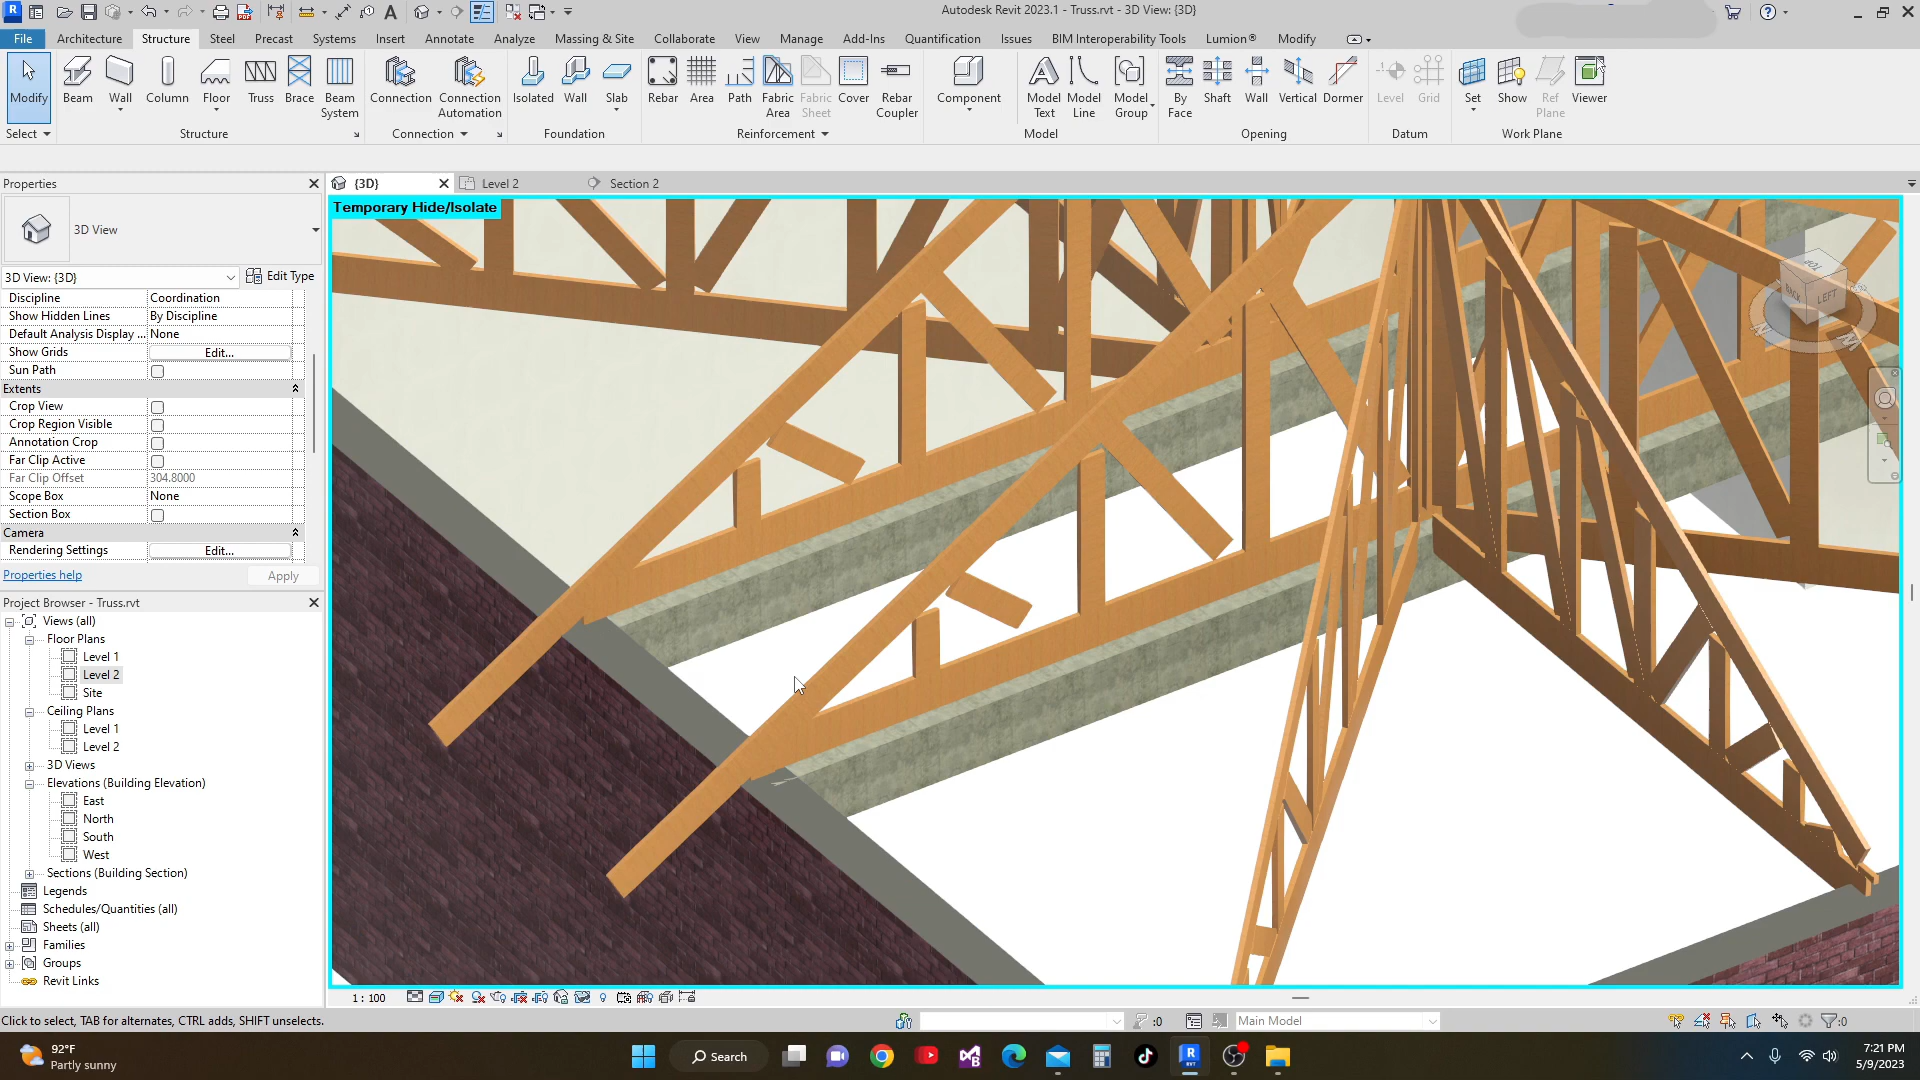 Autodesk Revit 2023.1 - Truss.rvt - 3D View: {3D}
File Architecture Structure Steel Precast Systems Insert Annotate Analyze Massing & Site Collaborate View Manage Add-Ins Quantification Issues BIM Interoperability Tools Lumion® Modify
Modify Beam Wall Column Floor Truss Brace Beam System Connection Connection Automation Isolated Wall Slab Rebar Area Path Fabric Area Fabric Sheet Cover Rebar Coupler Component Model Text Model Line Model Group By Face Shaft Wall Vertical Dormer Level Grid Set Show Ref Plane Viewer
Select Structure Connection Foundation Reinforcement Model Opening Datum Work Plane
Properties
{3D} Level 2 Section 2
Temporary Hide/Isolate
3D View
3D View: {3D} Edit Type
Discipline Coordination
Show Hidden Lines By Discipline
Default Analysis Display ... None
Show Grids Edit...
Sun Path
Extents
Crop View
Crop Region Visible
Annotation Crop
Far Clip Active
Far Clip Offset 304.8000
Scope Box None
Section Box
Camera
Rendering Settings Edit...
Properties help Apply
TOP
BACK LEFT
Project Browser - Truss.rvt
Views (all)
Floor Plans
Level 1
Level 2
Site
Ceiling Plans
Level 1
Level 2
3D Views
Elevations (Building Elevation)
East
North
South
West
Sections (Building Section)
Legends
Schedules/Quantities (all)
Sheets (all)
Families
Groups
Revit Links
1 : 100
Click to select, TAB for alternates, CTRL adds, SHIFT unselects. :0 Main Model :0
92°F
Partly sunny
Search
7:21 PM
5/9/2023